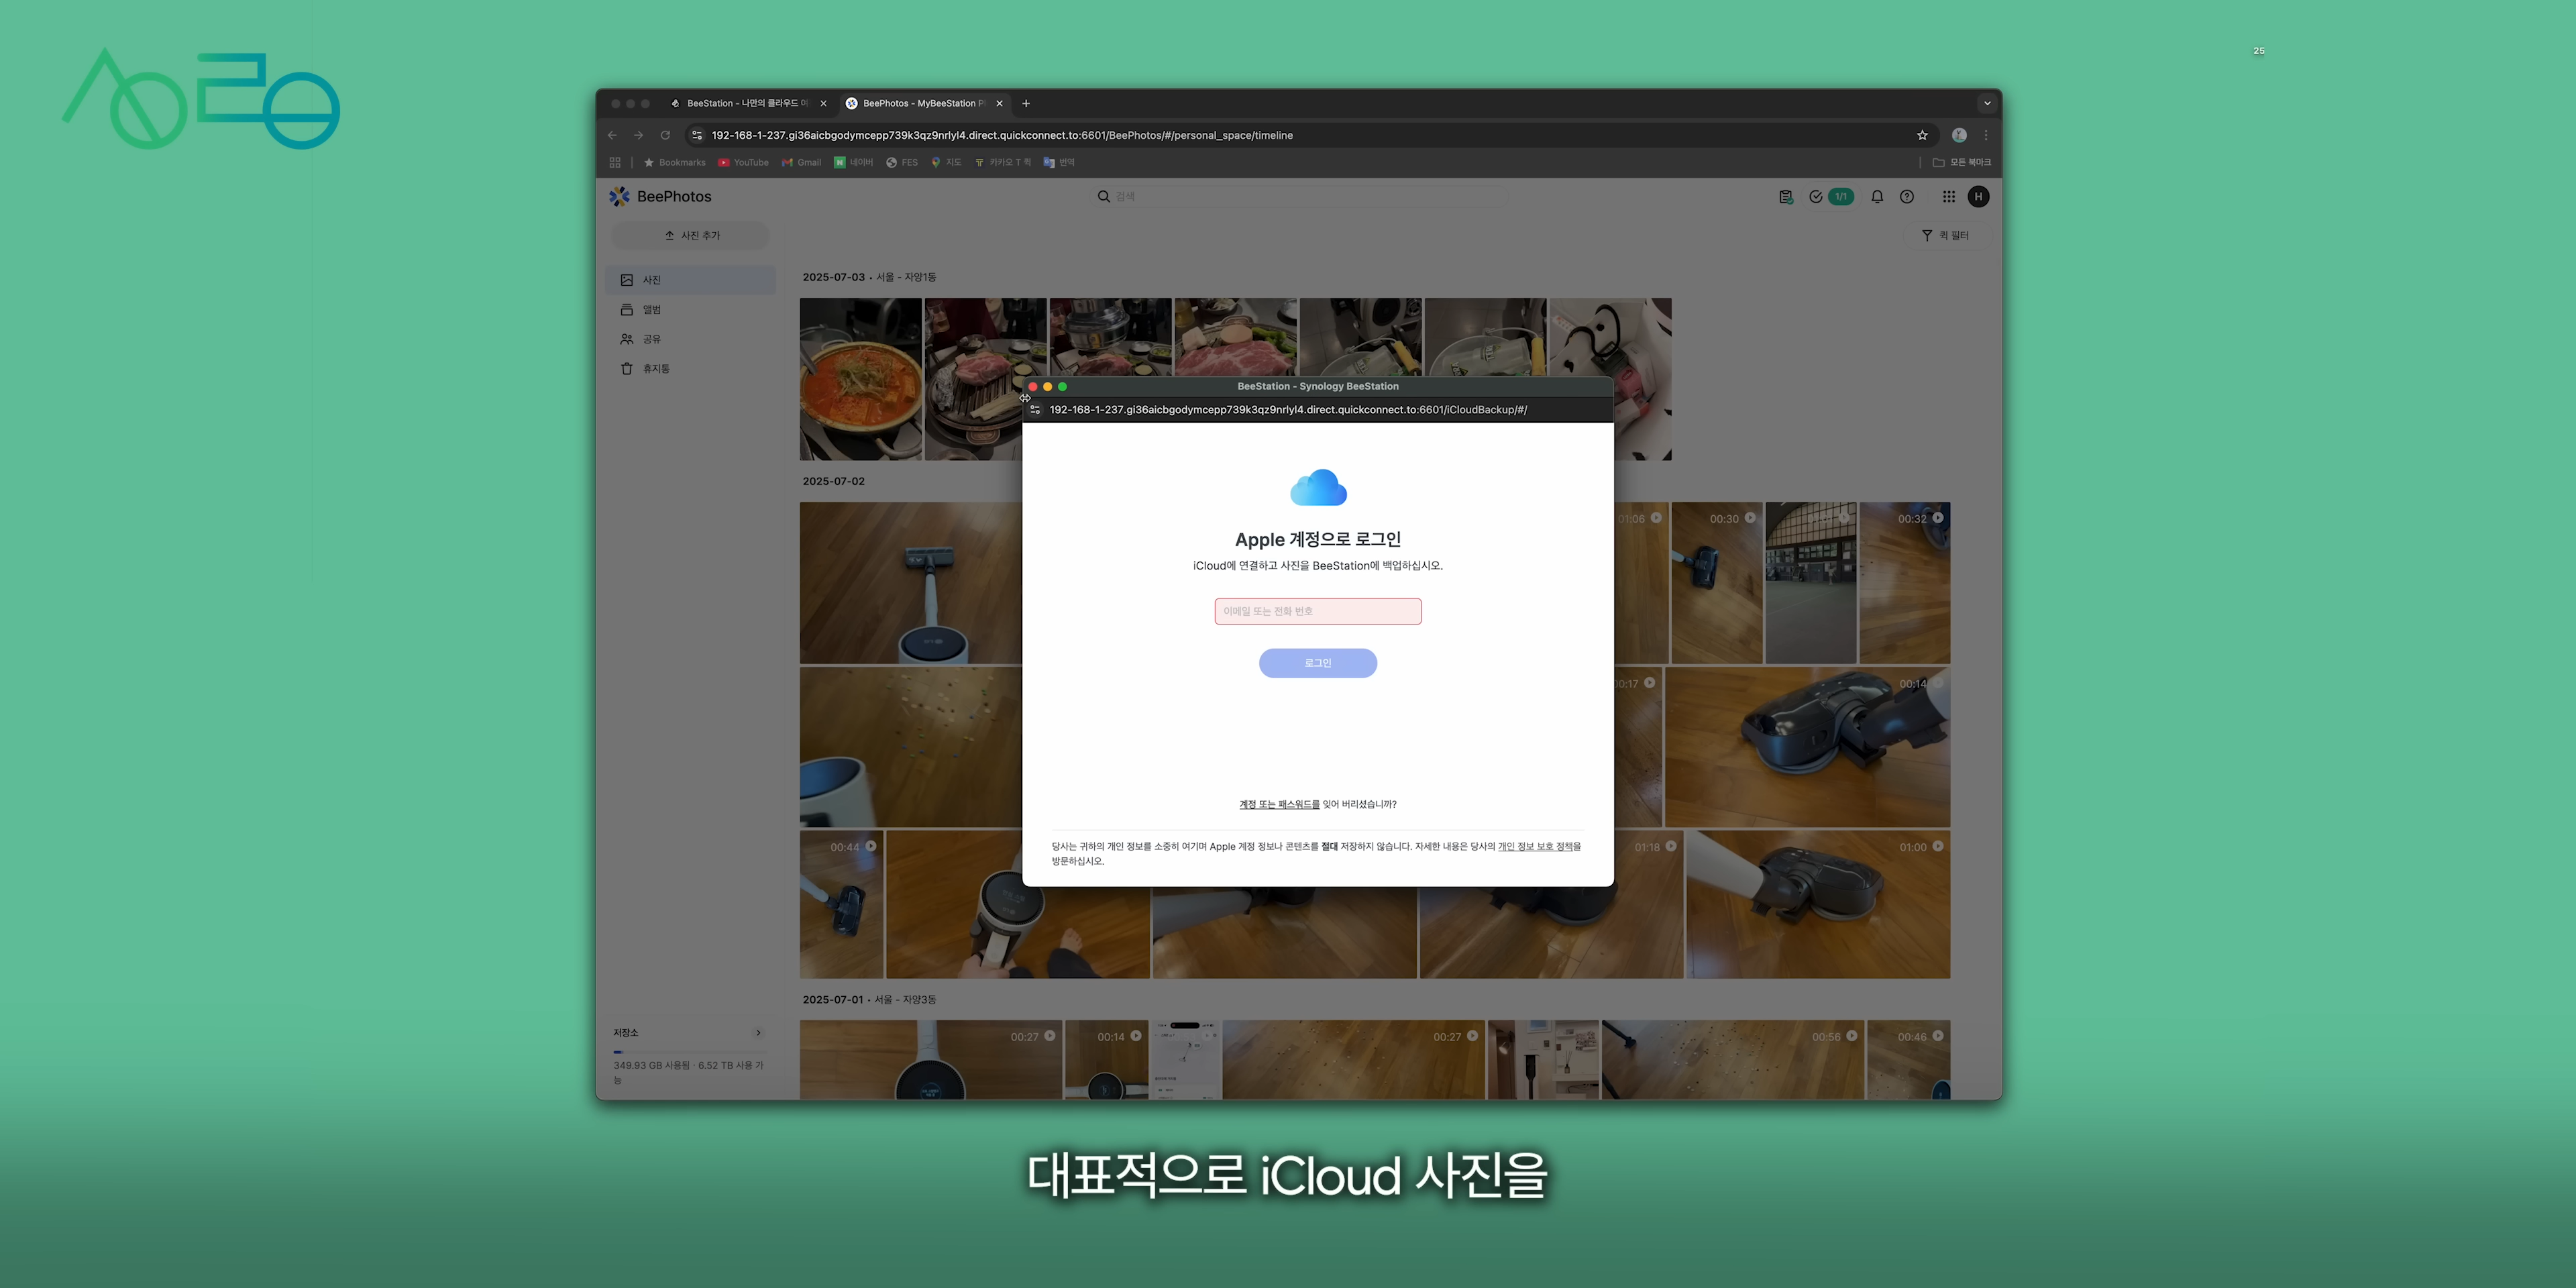 25
BeeStation - 나만의 클라우드 이
BeePhotos - MyBeeStation P
192-168-1-237.gi36aicbgodymcepp739k3qz9nrlyl4.direct.quickconnect.to:6601/BeePhotos/#/personal_space/timeline
Bookmarks YouTube Gmail 네이버 FES 지도 카카오 T 퀵 번역 모든 북마크
BeePhotos
검색
1/1
H
사진 추가
퀵 필터
사진
앨범
공유
휴지통
2025-07-03 • 서울 - 자양1동
BeeStation - Synology BeeStation
192-168-1-237.gi36aicbgodymcepp739k3qz9nrlyl4.direct.quickconnect.to:6601/iCloudBackup/#/
Apple 계정으로 로그인
iCloud에 연결하고 사진을 BeeStation에 백업하십시오.
이메일 또는 전화 번호
로그인
계정 또는 패스워드를 잊어 버리셨습니까?
당사는 귀하의 개인 정보를 소중히 여기며 Apple 계정 정보나 콘텐츠를 절대 저장하지 않습니다. 자세한 내용은 당사의 개인 정보 보호 정책을
방문하십시오.
2025-07-02
01:06 00:30 00:32
00:17 00:14
00:44 01:18 01:00
2025-07-01 • 서울 - 자양3동
00:27 00:14 00:27 00:56 00:46
저장소
349.93 GB 사용됨 · 6.52 TB 사용 가
능
대표적으로 iCloud 사진을